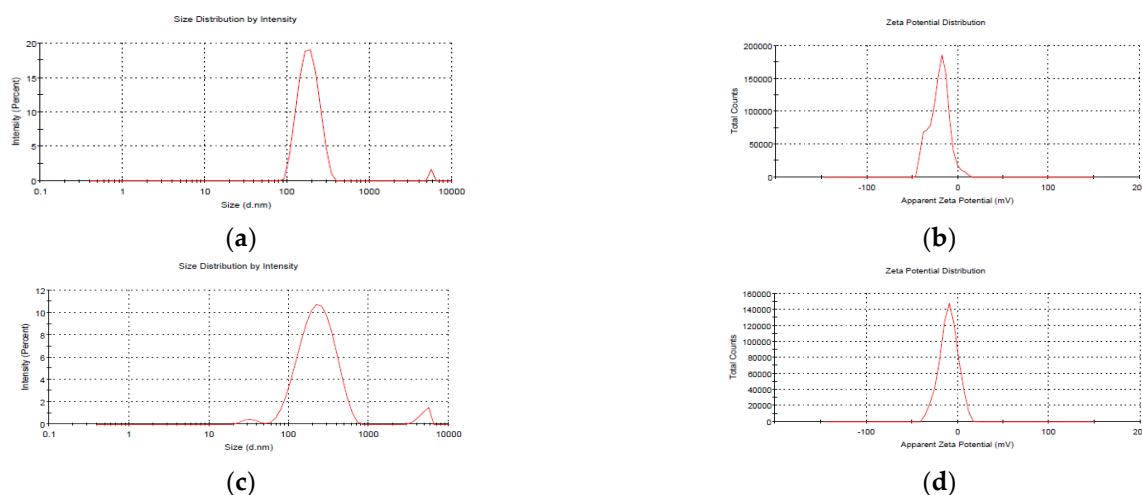 Size Distribution by Intensity
20
15
10
5
0
0.1 1 10 100 1000 10000
Intensity (Percent)
Size (d.nm)
(a)
Zeta Potential Distribution
200000
150000
100000
50000
0
-100 0 100 20
Total Counts
Apparent Zeta Potential (mV)
(b)
Size Distribution by Intensity
12
10
8
6
4
2
0
0.1 1 10 100 1000 10000
Intensity (Percent)
Size (d.nm)
(c)
Zeta Potential Distribution
160000
140000
120000
100000
80000
60000
40000
20000
0
-100 0 100 20
Total Counts
Apparent Zeta Potential (mV)
(d)